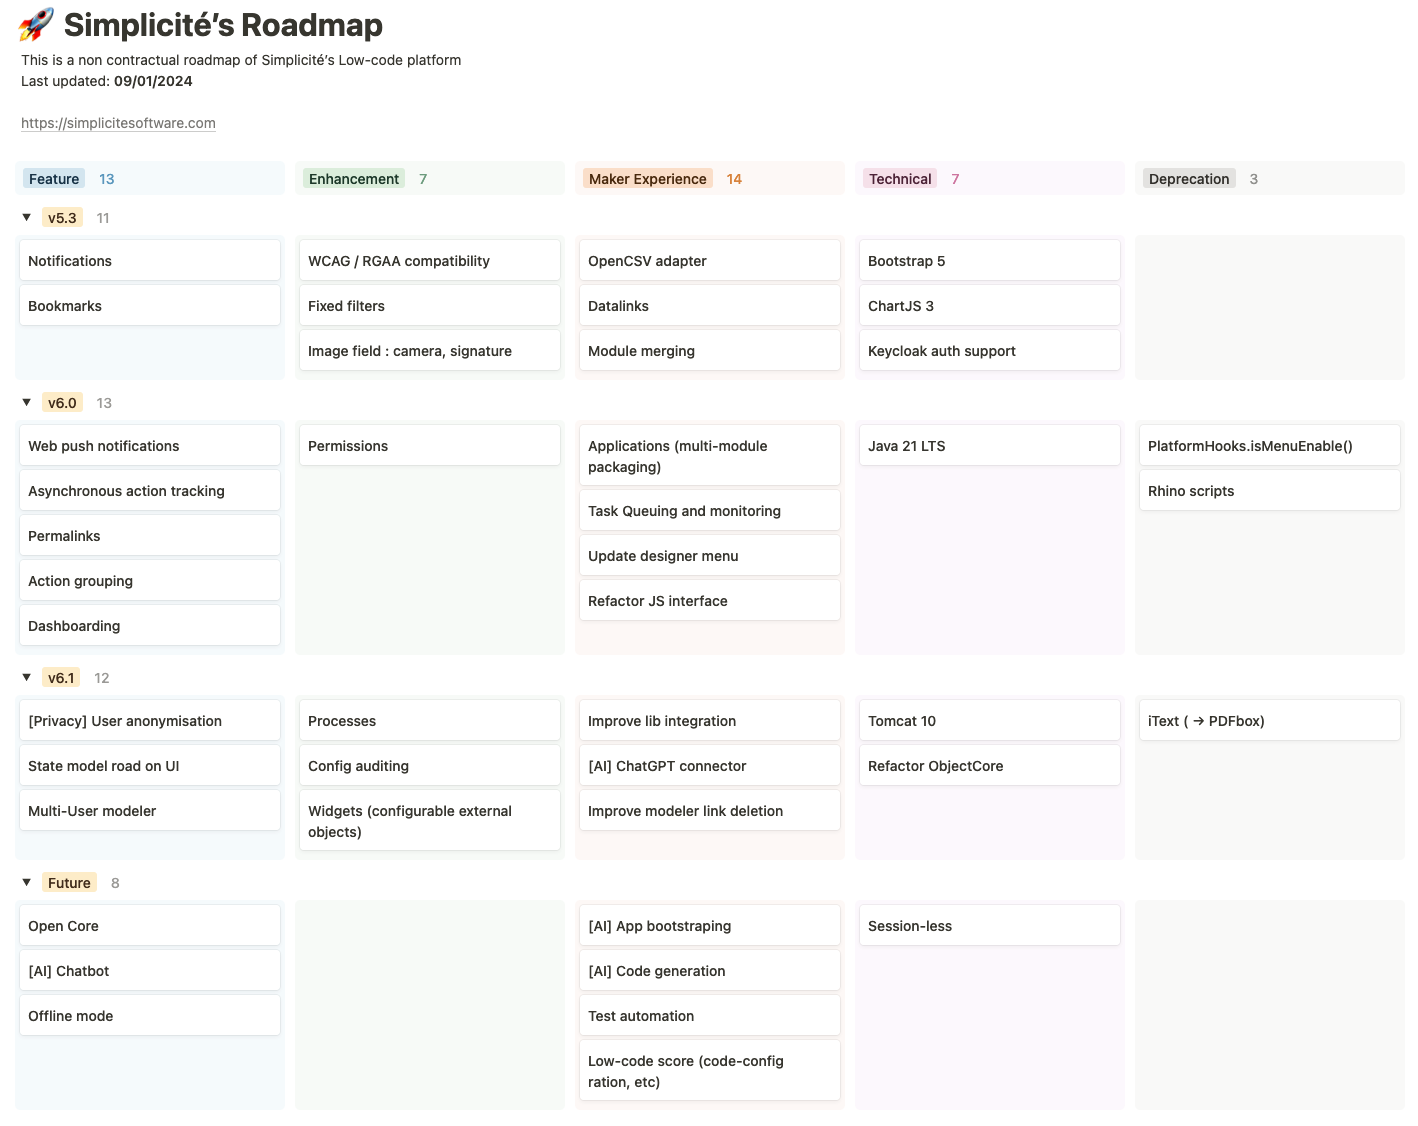 🚀 Simplicité’s Roadmap
This is a non contractual roadmap of Simplicité’s Low-code platform
Last updated: 09/01/2024
https://simplicitesoftware.com
Feature 13
Enhancement 7
Maker Experience 14
Technical 7
Deprecation 3
v5.3 11
Notifications
Bookmarks
WCAG / RGAA compatibility
Fixed filters
Image field : camera, signature
OpenCSV adapter
Datalinks
Module merging
Bootstrap 5
ChartJS 3
Keycloak auth support
v6.0 13
Web push notifications
Asynchronous action tracking
Permalinks
Action grouping
Dashboarding
Permissions
Applications (multi-module
packaging)
Task Queuing and monitoring
Update designer menu
Refactor JS interface
Java 21 LTS
PlatformHooks.isMenuEnable()
Rhino scripts
v6.1 12
[Privacy] User anonymisation
State model road on UI
Multi-User modeler
Processes
Config auditing
Widgets (configurable external
objects)
Improve lib integration
[AI] ChatGPT connector
Improve modeler link deletion
Tomcat 10
Refactor ObjectCore
iText ( → PDFbox)
Future 8
Open Core
[AI] Chatbot
Offline mode
[AI] App bootstraping
[AI] Code generation
Test automation
Low-code score (code-config
ration, etc)
Session-less